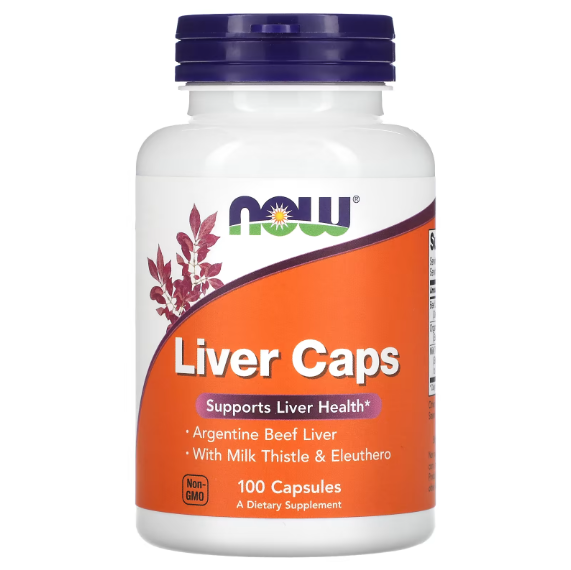 NOW®
Liver Caps
Supports Liver Health*
• Argentine Beef Liver
• With Milk Thistle & Eleuthero
Non-
GMO
100 Capsules
A Dietary Supplement